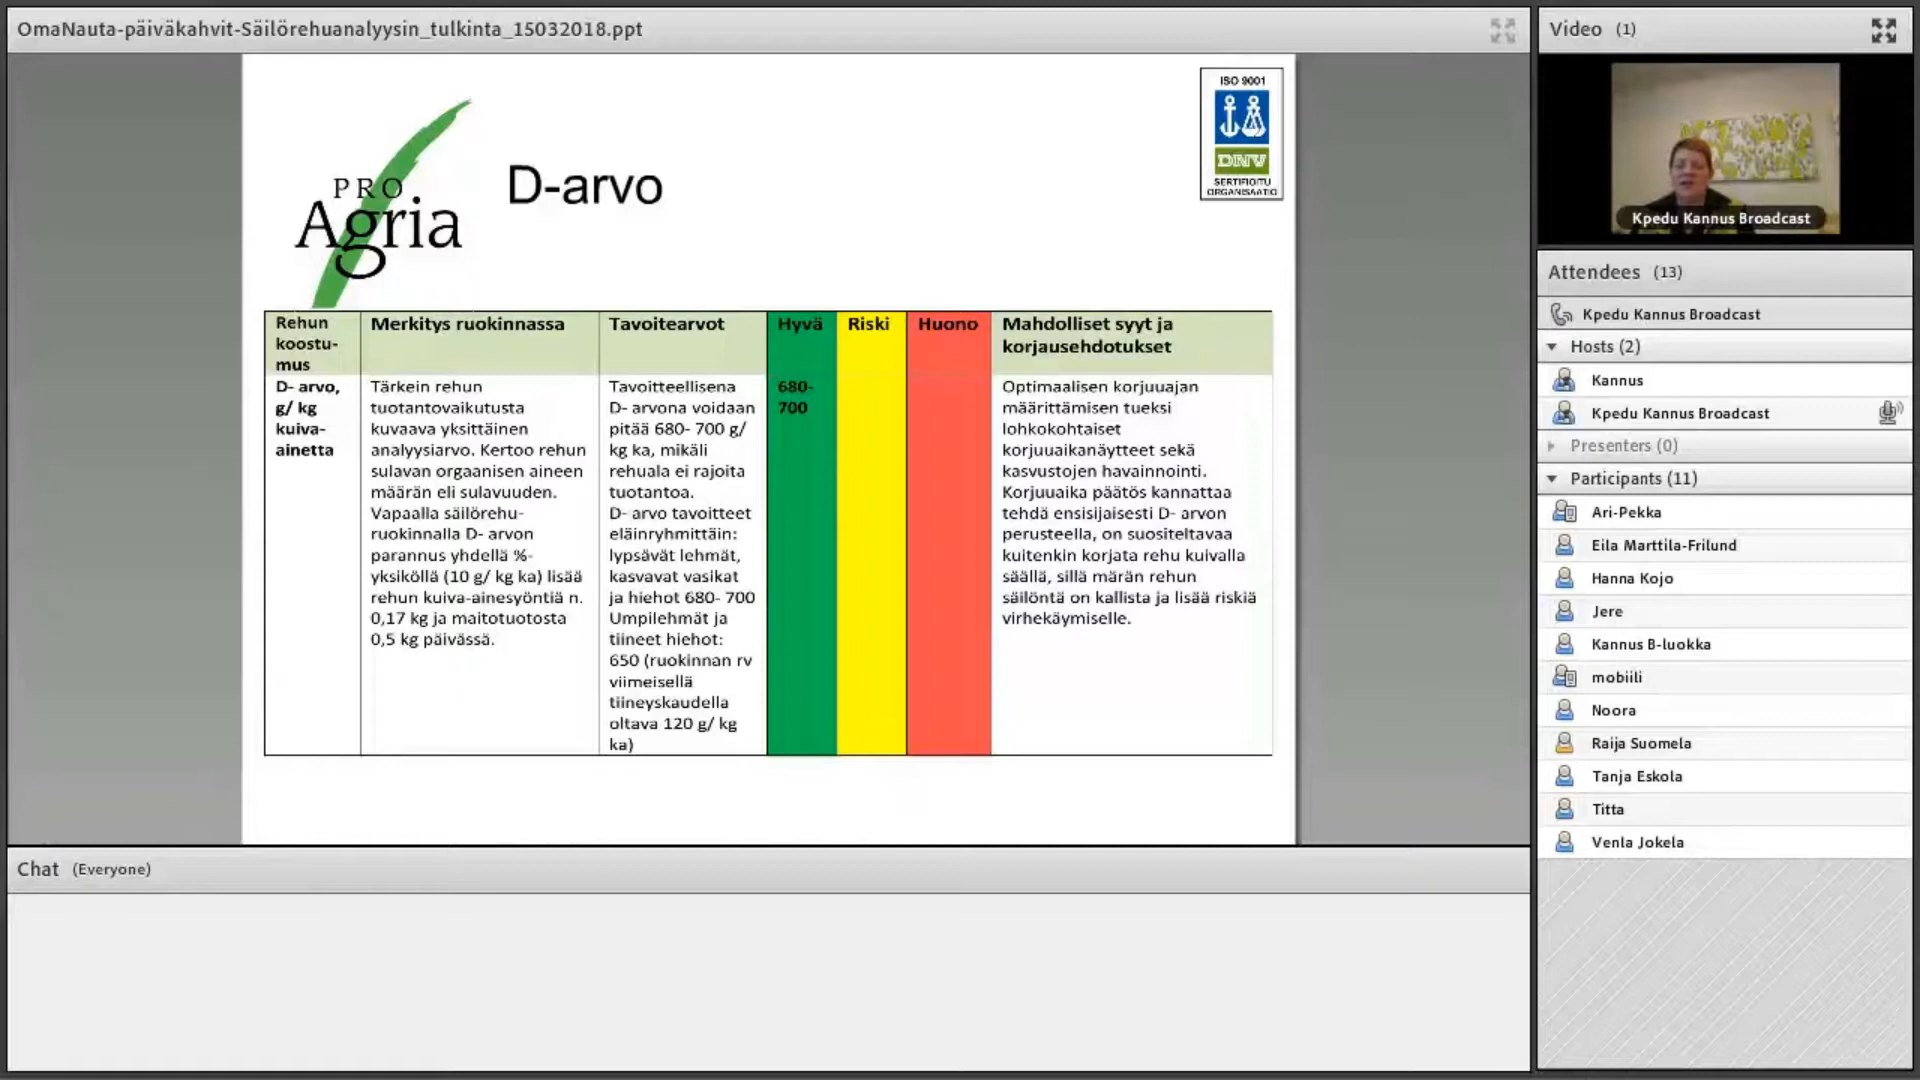 OmaNauta-päiväkahvit-Säilörehuanalyysin_tulkinta_15032018.ppt
PRO
Agria
D-arvo
ISO 9001
DNV
SERTIFIOITU
ORGANISAATIO
Rehun
koostu-
mus
Merkitys ruokinnassa
Tavoitearvot
Hyvä
Riski
Huono
Mahdolliset syyt ja
korjausehdotukset
D- arvo,
g/ kg
kuiva-
ainetta
Tärkein rehun
tuotantovaikutusta
kuvaava yksittäinen
analyysiarvo. Kertoo rehun
sulavan orgaanisen aineen
määrän eli sulavuuden.
Vapaalla säilörehu-
ruokinnalla D- arvon
parannus yhdellä %-
yksiköllä (10 g/ kg ka) lisää
rehun kuiva-ainesyöntiä n.
0,17 kg ja maitotuotosta
0,5 kg päivässä.
Tavoitteellisena
D- arvona voidaan
pitää 680- 700 g/
kg ka, mikäli
rehuala ei rajoita
tuotantoa.
D- arvo tavoitteet
eläinryhmittäin:
lypsävät lehmät,
kasvavat vasikat
ja hiehot 680- 700
Umpilehmät ja
tiineet hiehot:
650 (ruokinnan rv
viimeisellä
tiineyskaudella
oltava 120 g/ kg
ka)
680-
700
Optimaalisen korjuuajan
määrittämisen tueksi
lohkokohtaiset
korjuuaikanäytteet sekä
kasvustojen havainnointi.
Korjuuaika päätös kannattaa
tehdä ensisijaisesti D- arvon
perusteella, on suositeltavaa
kuitenkin korjata rehu kuivalla
säällä, sillä märän rehun
säilöntä on kallista ja lisää riskiä
virhekäymiselle.
Chat (Everyone)
Video (1)
Kpedu Kannus Broadcast
Attendees (13)
Kpedu Kannus Broadcast
Hosts (2)
Kannus
Kpedu Kannus Broadcast
Presenters (0)
Participants (11)
Ari-Pekka
Eila Marttila-Frilund
Hanna Kojo
Jere
Kannus B-luokka
mobiili
Noora
Raija Suomela
Tanja Eskola
Titta
Venla Jokela